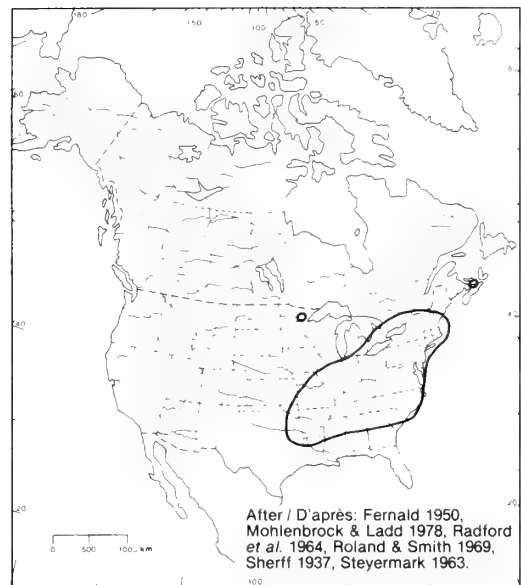 180
150
100
50
60
40
20
0 500 100 km
After / D'après: Fernald 1950,
Mohlenbrock & Ladd 1978, Radford
et al. 1964, Roland & Smith 1969,
Sherff 1937, Steyermark 1963.
100